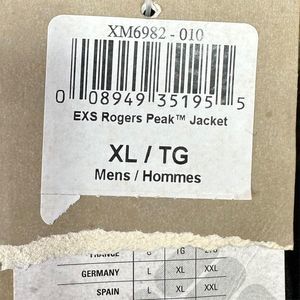 XM6982 - 010
0 08949 35195 5
EXS Rogers Peak™ Jacket
XL / TG
Mens / Hommes
TG
GERMANY L XL XXL
SPAIN L XL XXL